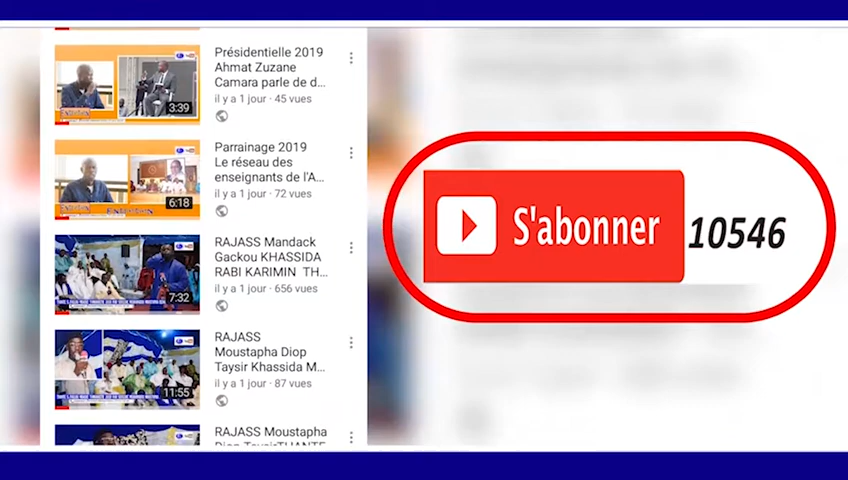 Présidentielle 2019
Ahmat Zuzane
Camara parle de d...
il y a 1 jour · 45 vues
3:39
Parrainage 2019
Le réseau des
enseignants de l'A...
il y a 1 jour · 72 vues
6:18
RAJASS Mandack
Gackou KHASSIDA
RABI KARIMIN TH...
il y a 1 jour · 656 vues
7:32
RAJASS
Moustapha Diop
Taysir Khassida M...
il y a 1 jour · 87 vues
11:55
RAJASS Moustapha
S'abonner 10546